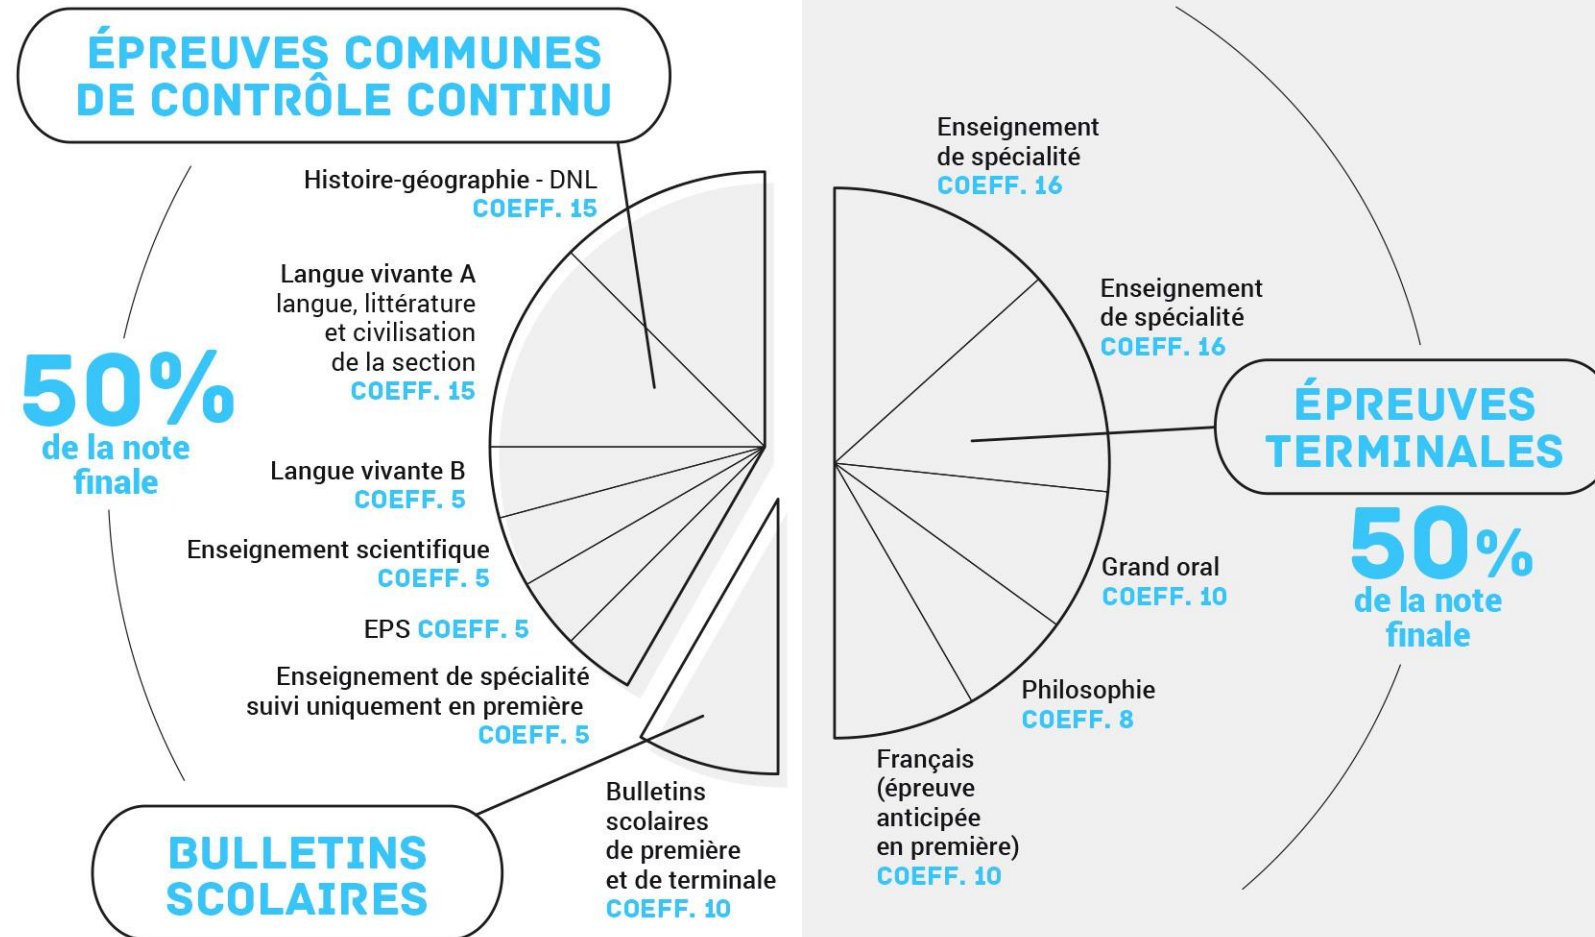 ÉPREUVES COMMUNES
DE CONTRÔLE CONTINU
Histoire-géographie - DNL
COEFF. 15
Langue vivante A
langue, littérature
et civilisation
de la section
COEFF. 15
50%
de la note
finale
Langue vivante B
COEFF. 5
Enseignement scientifique
COEFF. 5
EPS COEFF. 5
Enseignement de spécialité
suivi uniquement en première
COEFF. 5
BULLETINS
SCOLAIRES
Bulletins
scolaires
de première
et de terminale
COEFF. 10
Enseignement
de spécialité
COEFF. 16
Enseignement
de spécialité
COEFF. 16
ÉPREUVES
TERMINALES
50%
de la note
finale
Grand oral
COEFF. 10
Philosophie
COEFF. 8
Français
(épreuve
anticipée
en première)
COEFF. 10